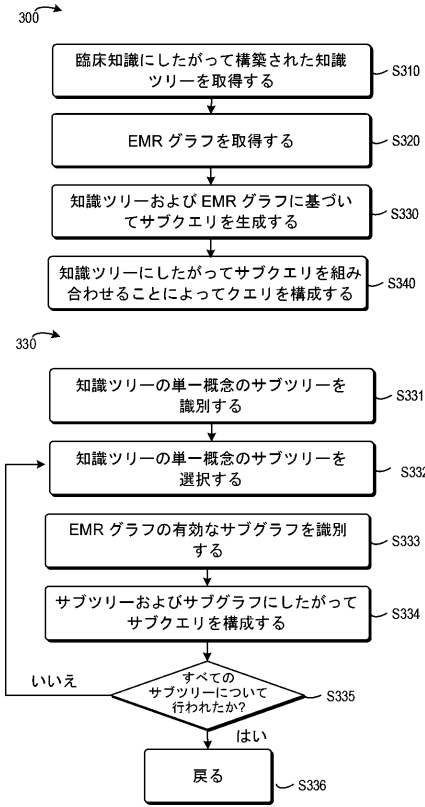 300
臨床知識にしたがって構築された知識
ツリーを取得する
S310
EMR グラフを取得する
S320
知識ツリーおよび EMR グラフに基づい
てサブクエリを生成する
S330
知識ツリーにしたがってサブクエリを組み
合わせることによってクエリを構成する
S340
330
知識ツリーの単一概念のサブツリーを
識別する
S331
知識ツリーの単一概念のサブツリーを
選択する
S332
EMR グラフの有効なサブグラフを識別
する
S333
サブツリーおよびサブグラフにしたがって
サブクエリを構成する
S334
すべての
サブツリーについて
行われたか?
S335
いいえ
はい
戻る
S336